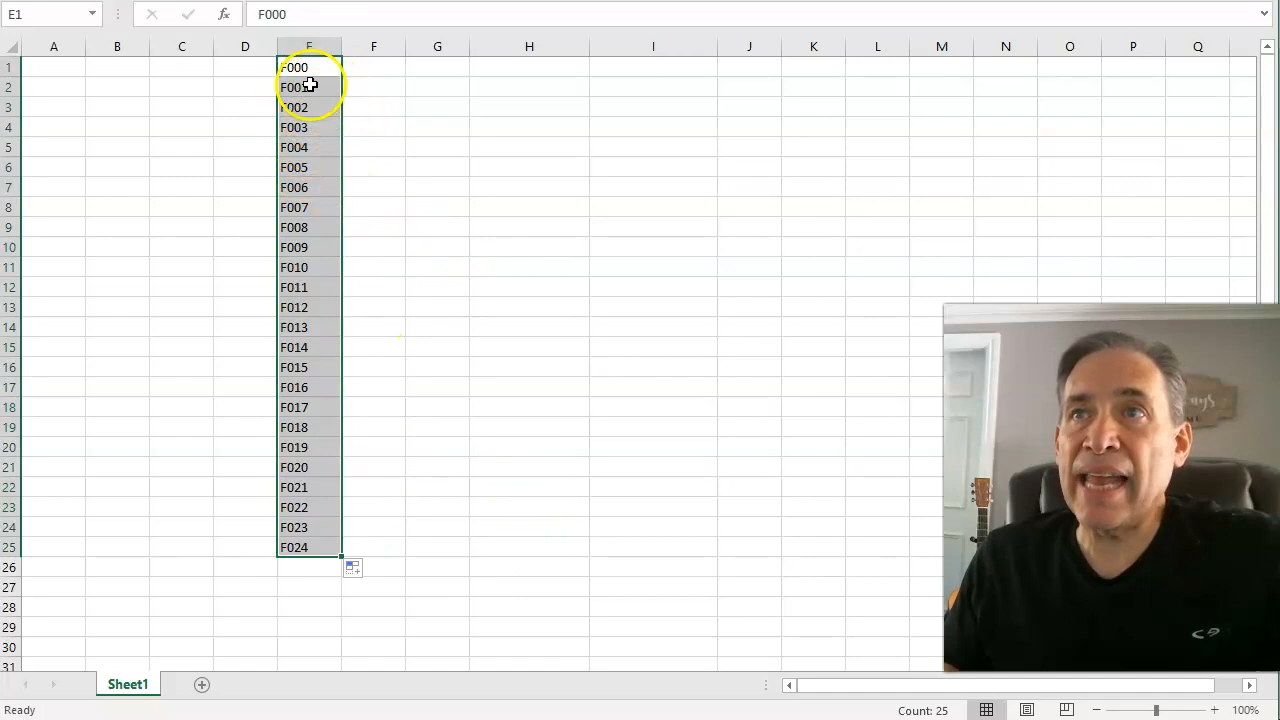 E1 fx F000
A B C D E F G H I J K L M N O P Q
1 F000
2 F001
3 F002
4 F003
5 F004
6 F005
7 F006
8 F007
9 F008
10 F009
11 F010
12 F011
13 F012
14 F013
15 F014
16 F015
17 F016
18 F017
19 F018
20 F019
21 F020
22 F021
23 F022
24 F023
25 F024
26
27
28
29
30
31
Sheet1
Ready Count: 25 100%